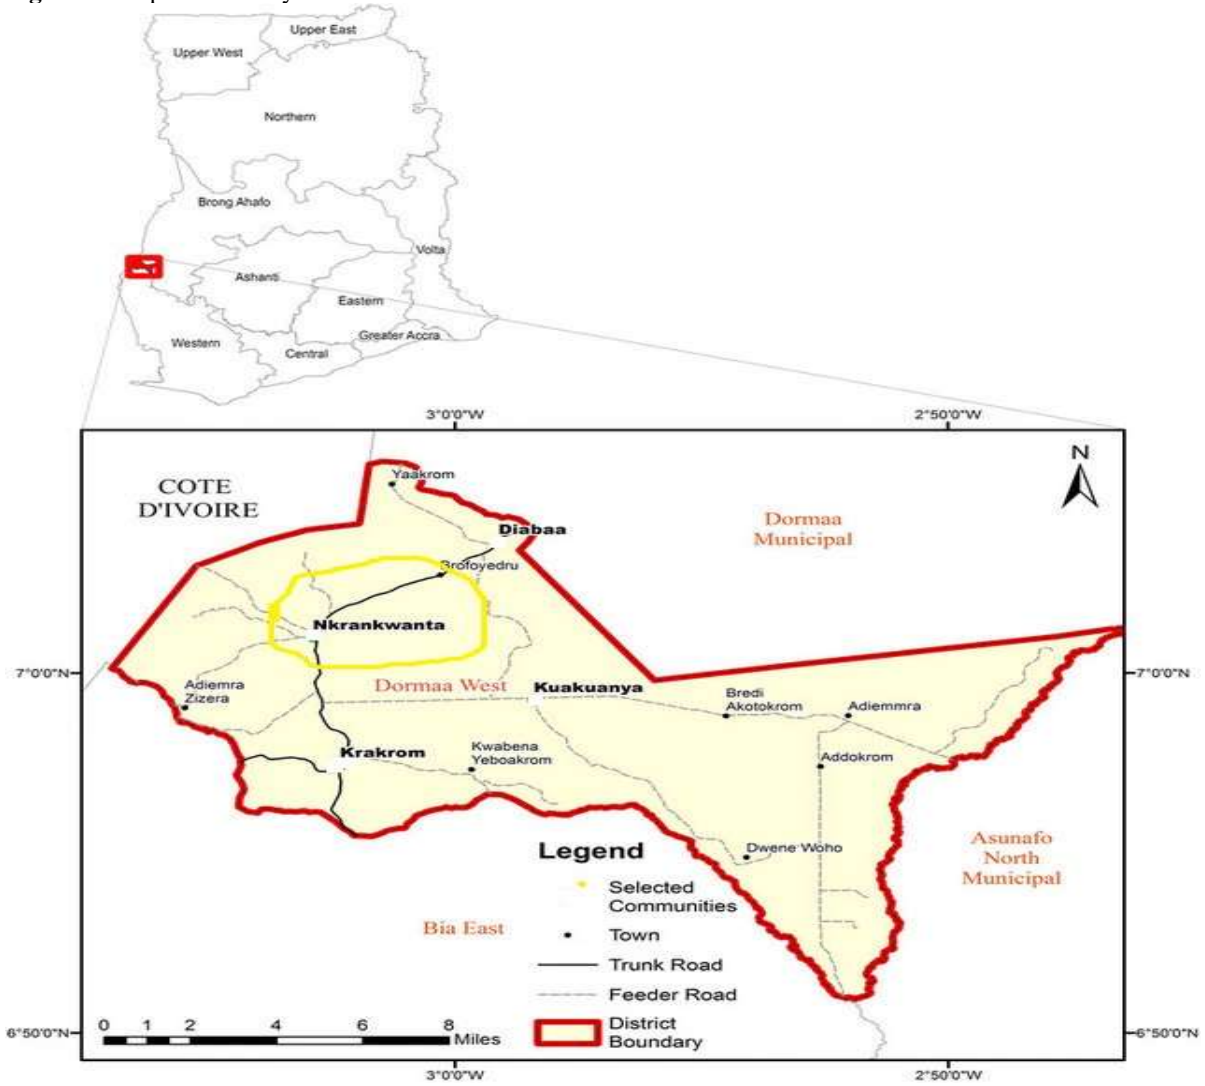 Upper East
Upper West
Northern
Brong Ahafo
Volta
Ashanti
Eastern
Western
Greater Accra
Central
3°0'0"W
2°50'0"W
N
COTE
D'IVOIRE
Yaakrom
Diabaa
Dormaa
Municipal
Brofoyedru
Nkrankwanta
7°0'0"N
7°0'0"N
Adiemra
Zizera
Dormaa West
Kuakuanya
Bredi
Akotokrom
Adiemmra
Krakrom
Kwabena
Yeboakrom
Addokrom
Dwene Woho
Asunafo
North
Municipal
Bia East
Legend
Selected
Communities
Town
Trunk Road
Feeder Road
District
Boundary
0 1 2 4 6 8
Miles
6°50'0"N
6°50'0"N
3°0'0"W
2°50'0"W